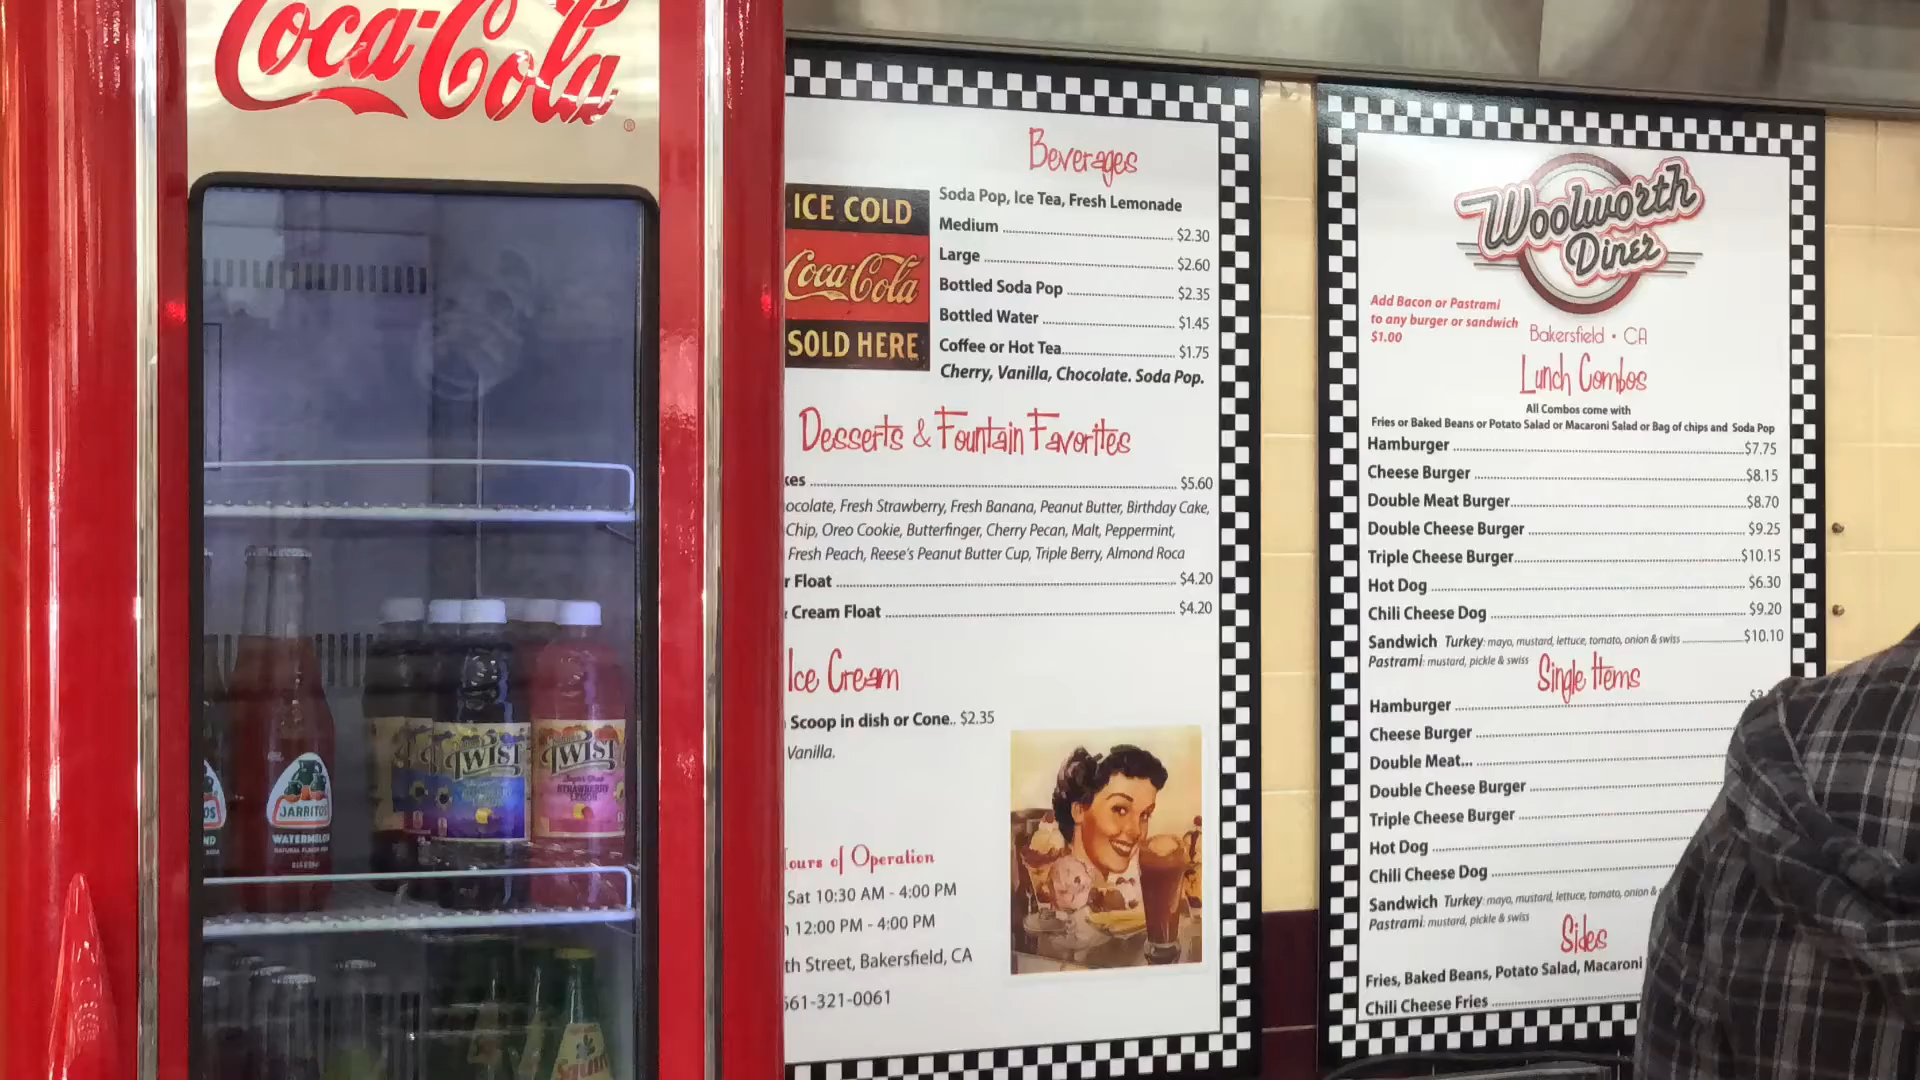 Coca-Cola
®
JARRITOS
WATERMELON
TWIST
TWIST
STRAWBERRY
LEMON
Beverages
ICE COLD
Coca-Cola
SOLD HERE
Soda Pop, Ice Tea, Fresh Lemonade
Medium $2.30
Large $2.60
Bottled Soda Pop $2.35
Bottled Water $1.45
Coffee or Hot Tea $1.75
Cherry, Vanilla, Chocolate. Soda Pop.
Desserts & Fountain Favorites
kes $5.60
ocolate, Fresh Strawberry, Fresh Banana, Peanut Butter, Birthday Cake,
Chip, Oreo Cookie, Butterfinger, Cherry Pecan, Malt, Peppermint,
Fresh Peach, Reese's Peanut Butter Cup, Triple Berry, Almond Roca
r Float $4.20
Cream Float $4.20
Ice Cream
Scoop in dish or Cone.. $2.35
Vanilla.
ours of Operation
Sat 10:30 AM - 4:00 PM
12:00 PM - 4:00 PM
th Street, Bakersfield, CA
661-321-0061
Woolworth
Diner
Add Bacon or Pastrami
to any burger or sandwich
$1.00
Bakersfield • CA
Lunch Combos
All Combos come with
Fries or Baked Beans or Potato Salad or Macaroni Salad or Bag of chips and Soda Pop
Hamburger $7.75
Cheese Burger $8.15
Double Meat Burger $8.70
Double Cheese Burger $9.25
Triple Cheese Burger $10.15
Hot Dog $6.30
Chili Cheese Dog $9.20
Sandwich Turkey: mayo, mustard, lettuce, tomato, onion & swiss $10.10
Pastrami: mustard, pickle & swiss
Single Items
Hamburger
Cheese Burger
Double Meat...
Double Cheese Burger
Triple Cheese Burger
Hot Dog
Chili Cheese Dog
Sandwich Turkey: mayo, mustard, lettuce, tomato, onion &
Pastrami: mustard, pickle & swiss
Sides
Fries, Baked Beans, Potato Salad, Macaroni
Chili Cheese Fries